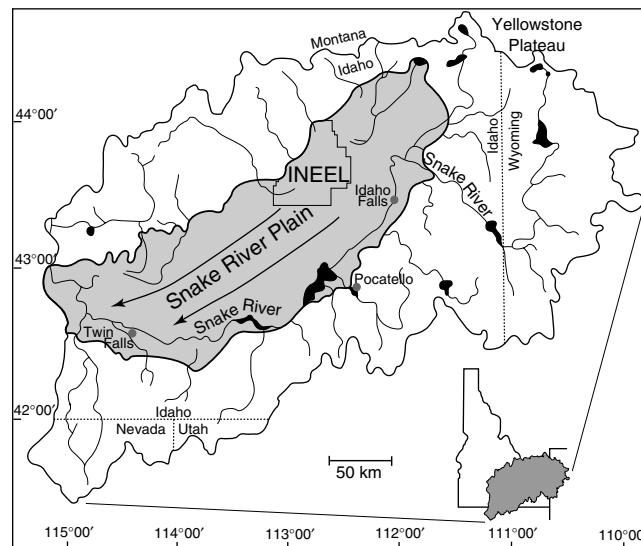 Yellowstone
Plateau
Montana
Idaho
44°00′
Idaho
Wyoming
INEEL
Snake River
Idaho
Falls
43°00′
Snake River Plain
Pocatello
Snake River
Twin
Falls
42°00′
Idaho
Nevada
Utah
50 km
115°00′
114°00′
113°00′
112°00′
111°00′
110°00′